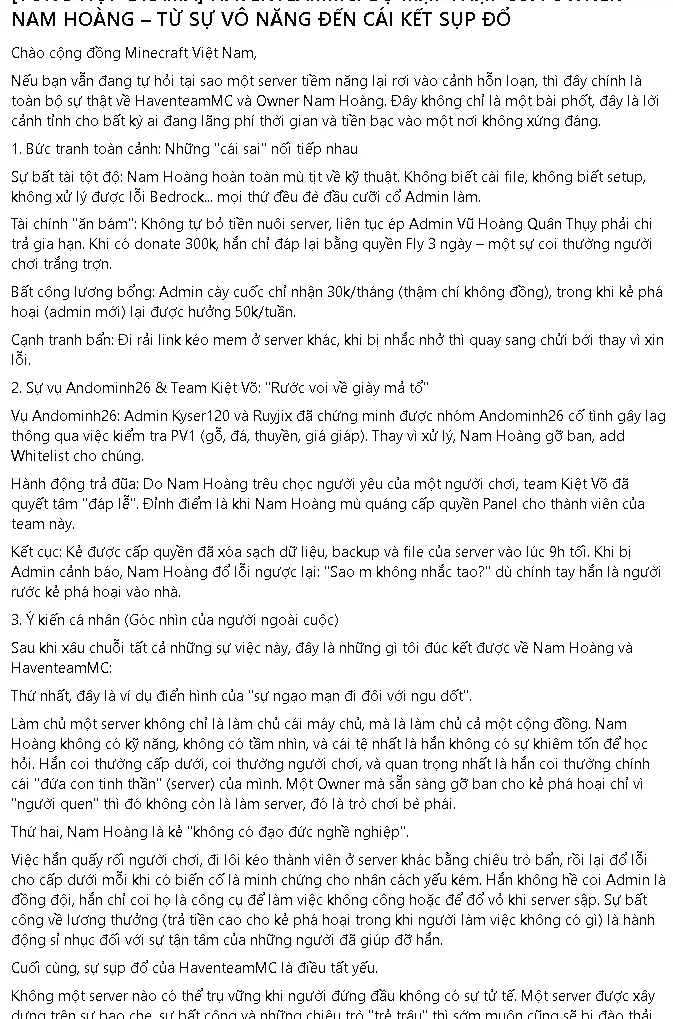 NAM HOÀNG – TỪ SỰ VÔ NĂNG ĐẾN CÁI KẾT SỤP ĐỔ
Chào cộng đồng Minecraft Việt Nam,
Nếu bạn vẫn đang tự hỏi tại sao một server tiềm năng lại rơi vào cảnh hỗn loạn, thì đây chính là
toàn bộ sự thật về HaventeamMC và Owner Nam Hoàng. Đây không chỉ là một bài phốt, đây là lời
cảnh tỉnh cho bất kỳ ai đang lãng phí thời gian và tiền bạc vào một nơi không xứng đáng.
1. Bức tranh toàn cảnh: Những "cái sai" nối tiếp nhau
Sự bất tài tột độ: Nam Hoàng hoàn toàn mù tịt về kỹ thuật. Không biết cài file, không biết setup,
không xử lý được lỗi Bedrock... mọi thứ đều đè đầu cưỡi cổ Admin làm.
Tài chính "ăn bám": Không tự bỏ tiền nuôi server, liên tục ép Admin Vũ Hoàng Quân Thụy phải chi
trả gia hạn. Khi có donate 300k, hắn chỉ đáp lại bằng quyền Fly 3 ngày – một sự coi thường người
chơi trắng trợn.
Bất công lương bổng: Admin cày cuốc chỉ nhận 30k/tháng (thậm chí không đồng), trong khi kẻ phá
hoại (admin mới) lại được hưởng 50k/tuần.
Cạnh tranh bẩn: Đi rải link kéo mem ở server khác, khi bị nhắc nhở thì quay sang chửi bới thay vì xin
lỗi.
2. Sự vụ Andominh26 & Team Kiệt Võ: "Rước voi về giày mả tổ"
Vụ Andominh26: Admin Kyser120 và Ruyjix đã chứng minh được nhóm Andominh26 cố tình gây lag
thông qua việc kiểm tra PV1 (gỗ, đá, thuyền, giá giáp). Thay vì xử lý, Nam Hoàng gỡ ban, add
Whitelist cho chúng.
Hành động trả đũa: Do Nam Hoàng trêu chọc người yêu của một người chơi, team Kiệt Võ đã
quyết tâm "đáp lễ". Đỉnh điểm là khi Nam Hoàng mù quáng cấp quyền Panel cho thành viên của
team này.
Kết cục: Kẻ được cấp quyền đã xóa sạch dữ liệu, backup và file của server vào lúc 9h tối. Khi bị
Admin cảnh báo, Nam Hoàng đổ lỗi ngược lại: "Sao m không nhắc tao?" dù chính tay hắn là người
rước kẻ phá hoại vào nhà.
3. Ý kiến cá nhân (Góc nhìn của người ngoài cuộc)
Sau khi xâu chuỗi tất cả những sự việc này, đây là những gì tôi đúc kết được về Nam Hoàng và
HaventeamMC:
Thứ nhất, đây là ví dụ điển hình của "sự ngạo mạn đi đôi với ngu dốt".
Làm chủ một server không chỉ là làm chủ cái máy chủ, mà là làm chủ cả một cộng đồng. Nam
Hoàng không có kỹ năng, không có tầm nhìn, và cái tệ nhất là hắn không có sự khiêm tốn để học
hỏi. Hắn coi thường cấp dưới, coi thường người chơi, và quan trọng nhất là hắn coi thường chính
cái "đứa con tinh thần" (server) của mình. Một Owner mà sẵn sàng gỡ ban cho kẻ phá hoại chỉ vì
"người quen" thì đó không còn là làm server, đó là trò chơi bè phái.
Thứ hai, Nam Hoàng là kẻ "không có đạo đức nghề nghiệp".
Việc hắn quấy rối người chơi, đi lôi kéo thành viên ở server khác bằng chiêu trò bẩn, rồi lại đổ lỗi
cho cấp dưới mỗi khi có biến cố là minh chứng cho nhân cách yếu kém. Hắn không hề coi Admin là
đồng đội, hắn chỉ coi họ là công cụ để làm việc không công hoặc để đổ vỏ khi server sập. Sự bất
công về lương thưởng (trả tiền cao cho kẻ phá hoại trong khi người làm việc không có gì) là hành
động sỉ nhục đối với sự tận tâm của những người đã giúp đỡ hắn.
Cuối cùng, sự sụp đổ của HaventeamMC là điều tất yếu.
Không một server nào có thể trụ vững khi người đứng đầu không có sự tử tế. Một server được xây
dựng trên sự bao che, sự bất công và những chiêu trò "trẻ trâu" thì sớm muộn cũng sẽ bị đào thải